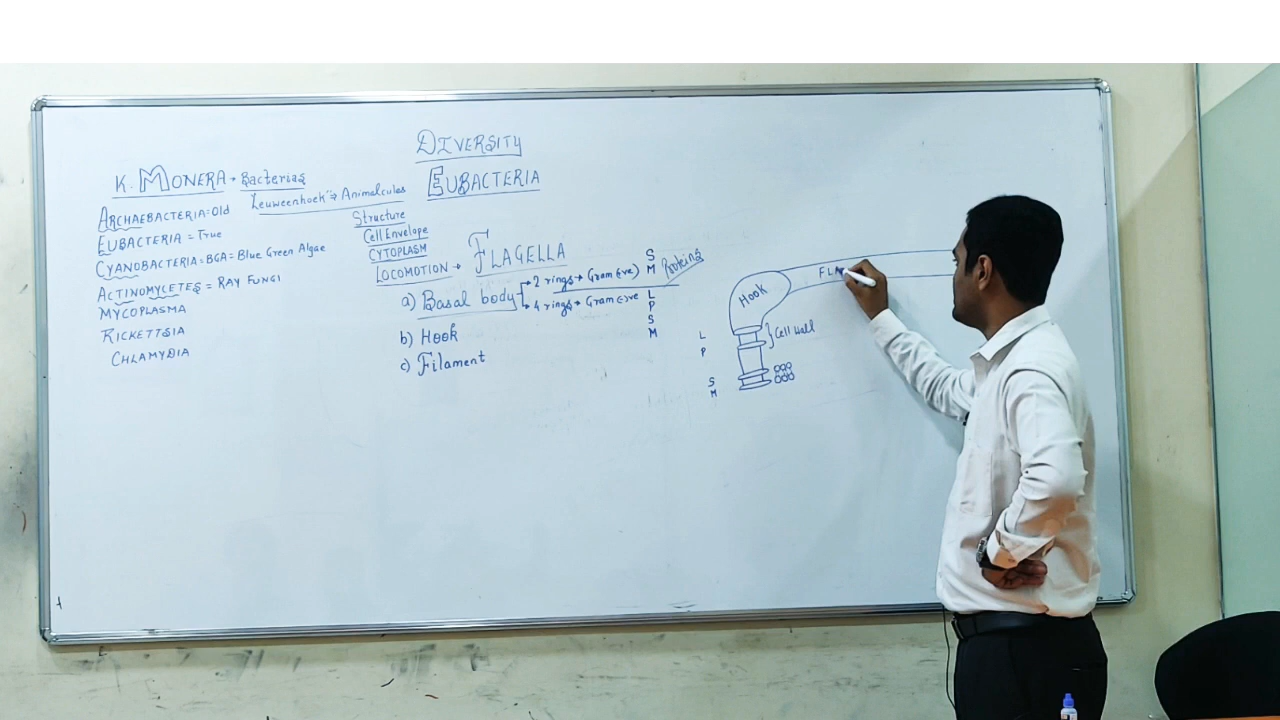 DIVERSITY
K. MONERA → Bacterias
EUBACTERIA
Leuweenhoek → Animalcules
ARCHAEBACTERIA = Old
EUBACTERIA = True
CYANOBACTERIA = BGA = Blue Green Algae
ACTINOMYCETES = RAY FUNGI
MYCOPLASMA
RICKETTSIA
CHLAMYDIA
Structure
Cell Envelope
CYTOPLASM
LOCOMOTION → FLAGELLA
a) Basal body
2 rings → Gram (+ve)
4 rings → Gram (-ve)
b) Hook
c) Filament
S
M
Proteins
L
P
S
M
HOOK
FLA
Cell Wall
L
P
S
M